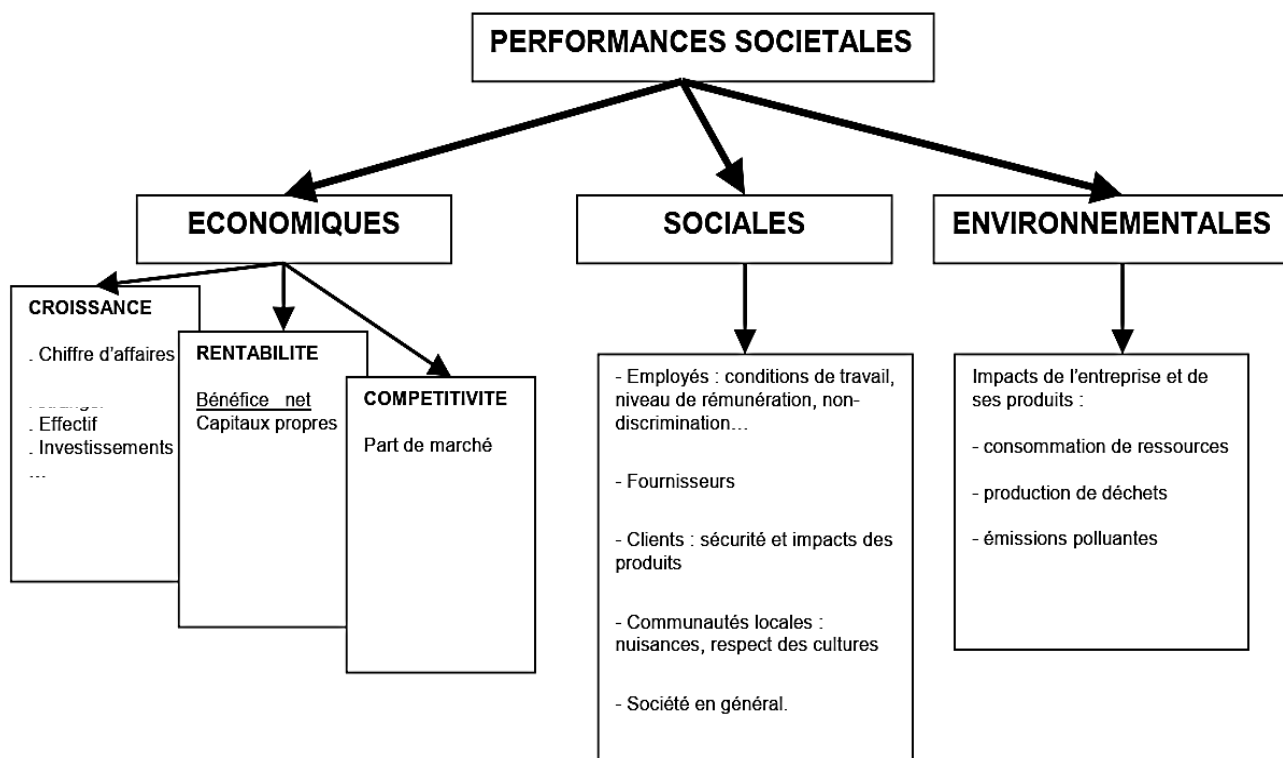 PERFORMANCES SOCIETALES
ECONOMIQUES
SOCIALES
ENVIRONNEMENTALES
CROISSANCE
. Chiffre d'affaires
. Effectif
. Investissements
...
RENTABILITE
Bénéfice net
Capitaux propres
COMPETITIVITE
Part de marché
- Employés : conditions de travail,
niveau de rémunération, non-
discrimination…
- Fournisseurs
- Clients : sécurité et impacts des
produits
- Communautés locales :
nuisances, respect des cultures
- Société en général.
Impacts de l'entreprise et de
ses produits :
- consommation de ressources
- production de déchets
- émissions polluantes